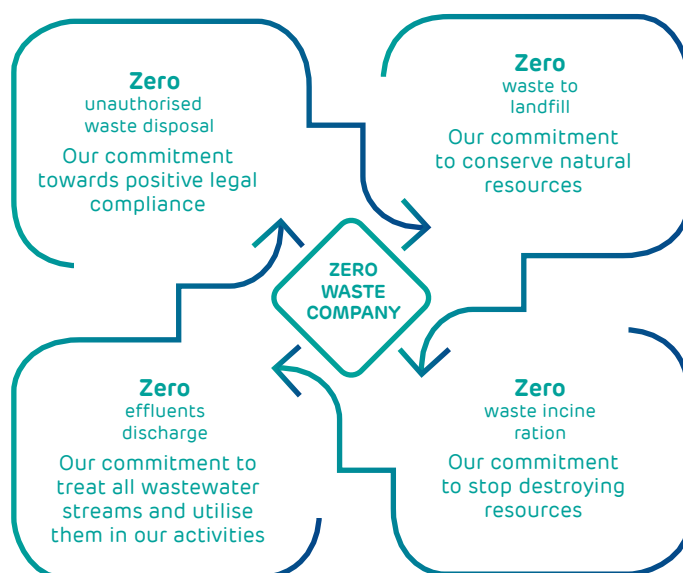 Zero
unauthorised
waste disposal
Our commitment
towards positive legal
compliance
Zero
waste to
landfill
Our commitment
to conserve natural
resources
ZERO
WASTE
COMPANY
Zero
effluents
discharge
Our commitment to
treat all wastewater
streams and utilise
them in our activities
Zero
waste incine
ration
Our commitment
to stop destroying
resources